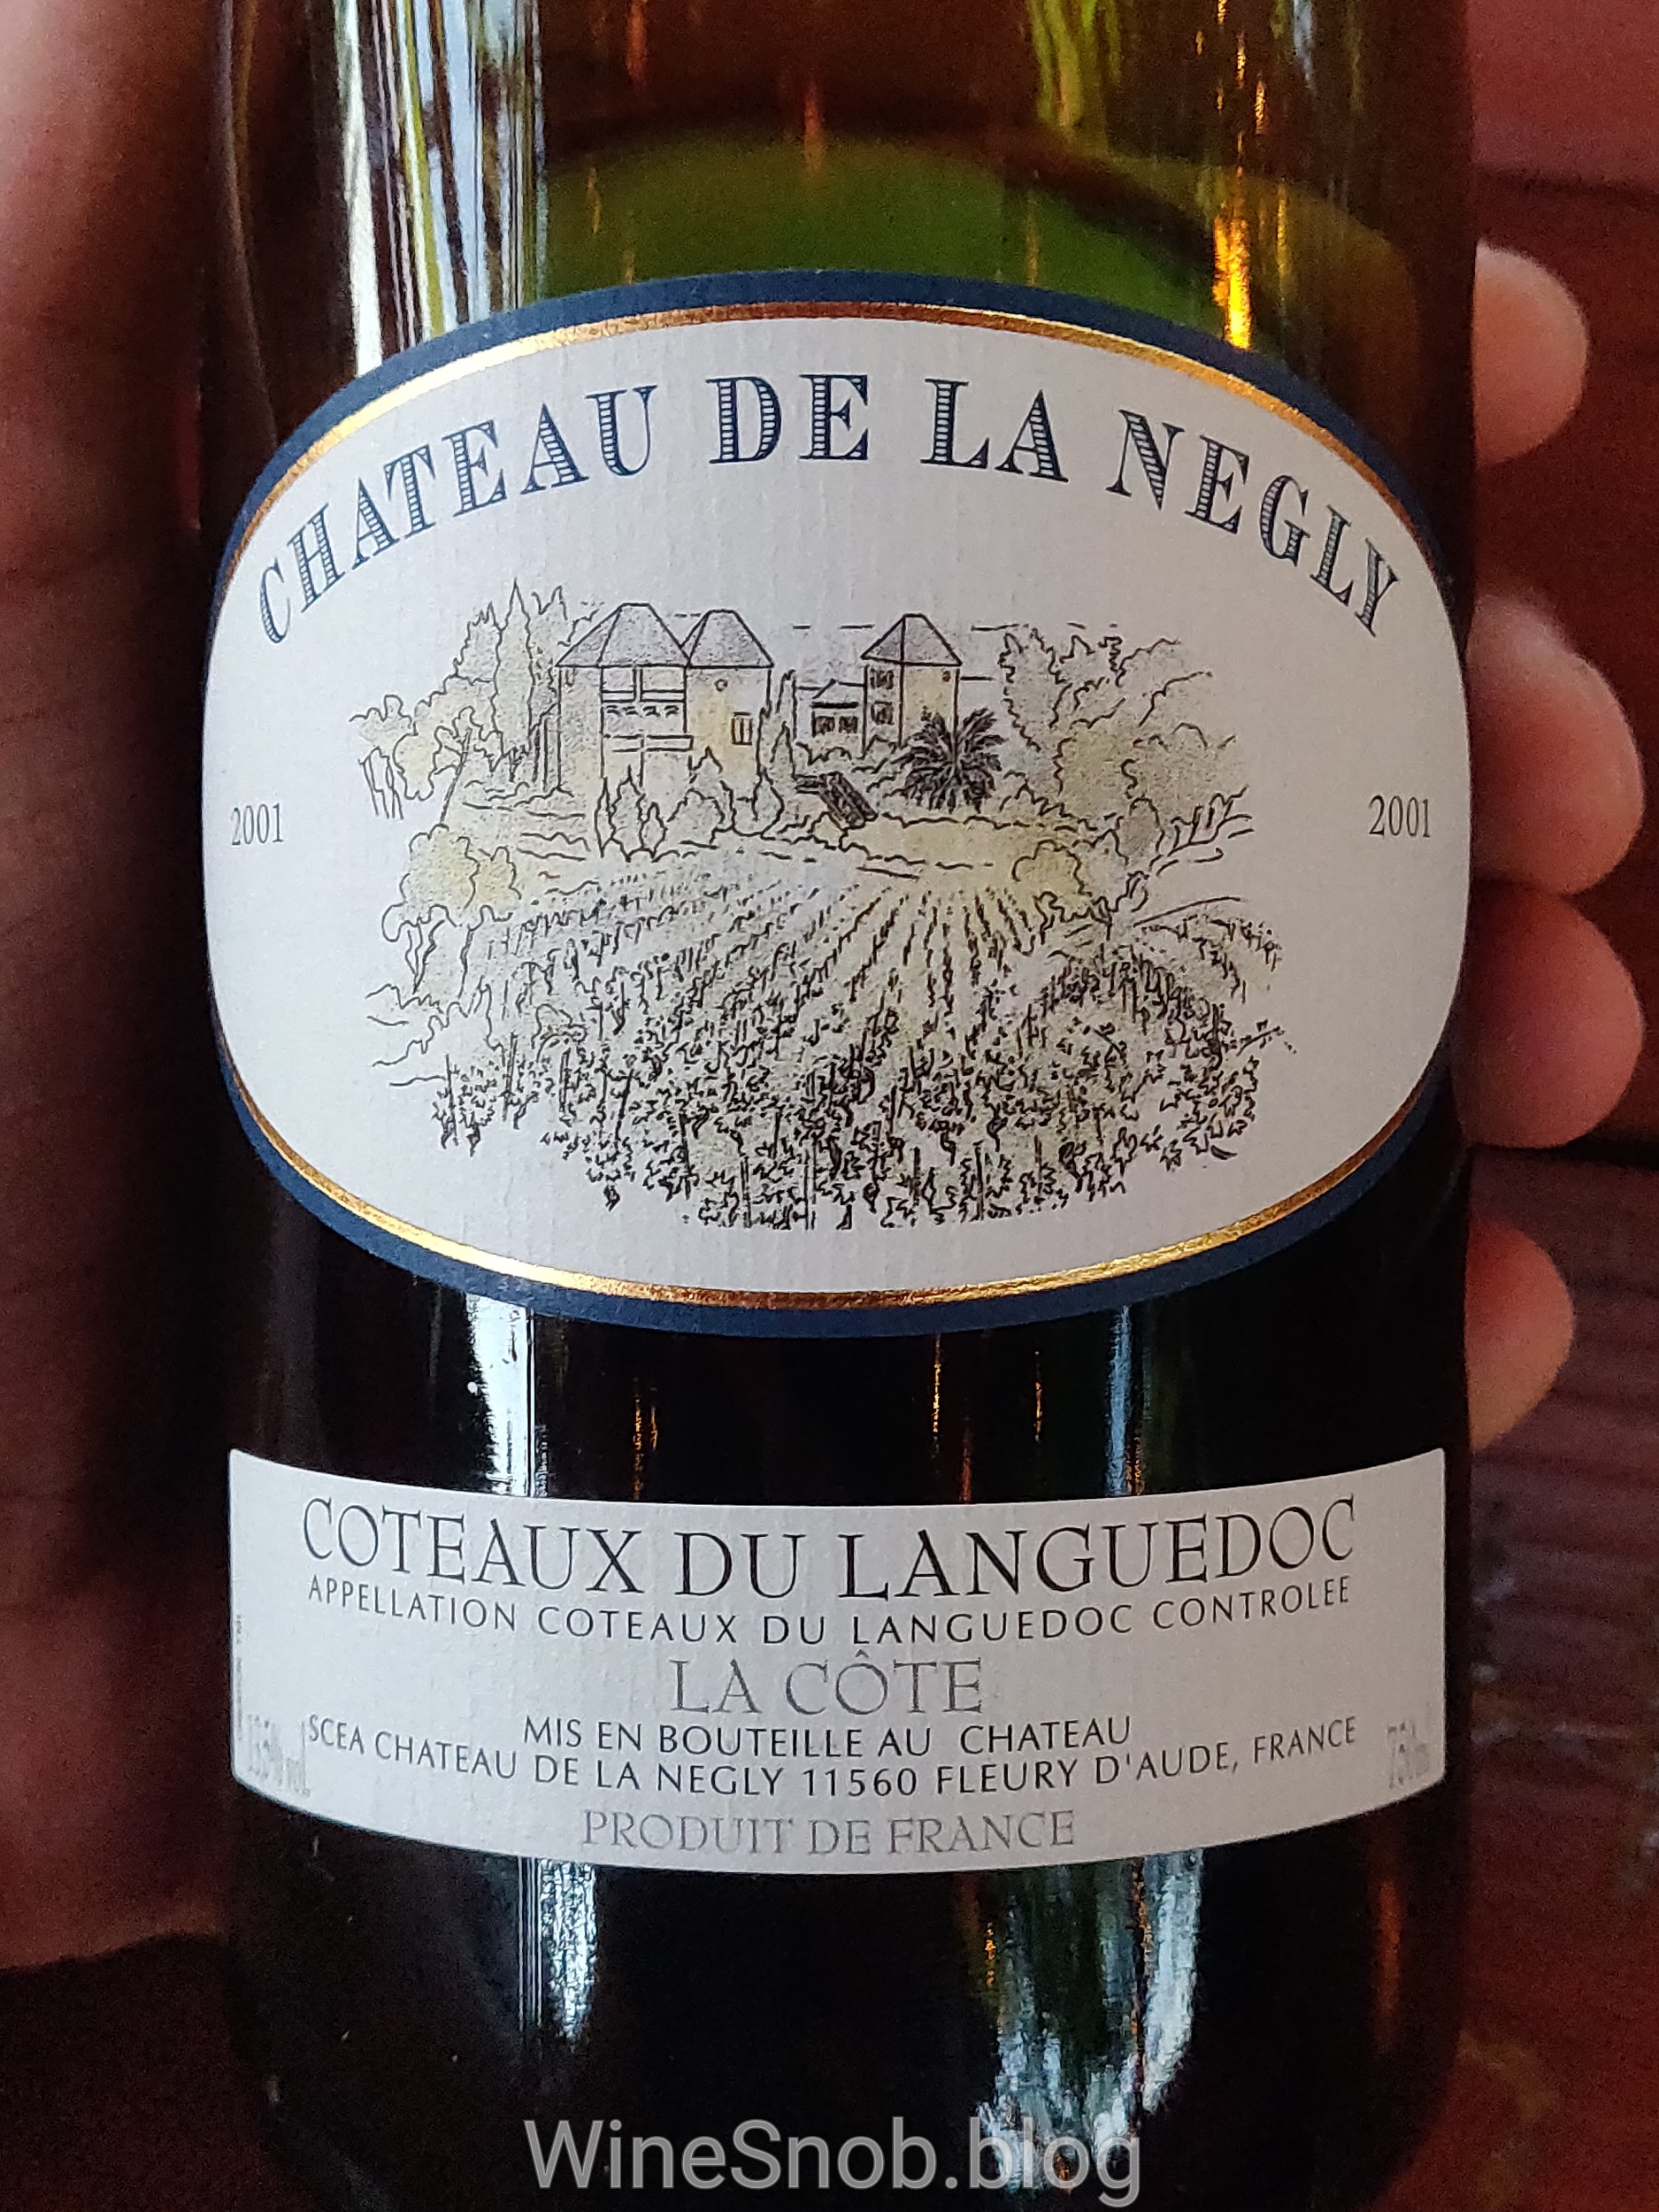 CHATEAU DE LA NEGLY
2001 2001
COTEAUX DU LANGUEDOC
APPELLATION COTEAUX DU LANGUEDOC CONTROLEE
LA CÔTE
MIS EN BOUTEILLE AU CHATEAU
SCEA CHATEAU DE LA NEGLY 11560 FLEURY D'AUDE, FRANCE
PRODUIT DE FRANCE
WineSnob.blog